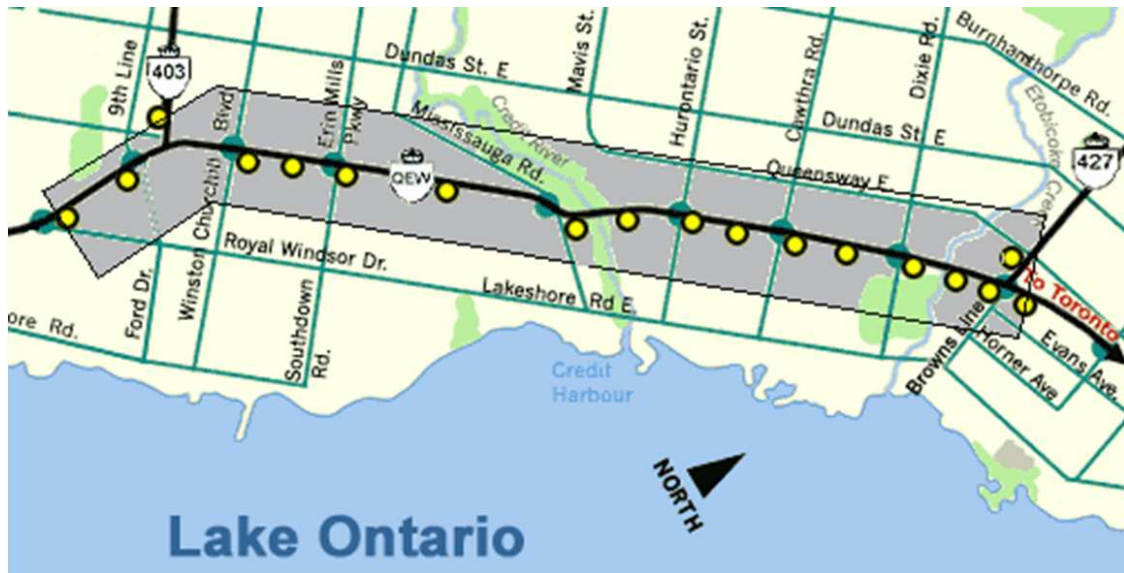 Burnhamthorpe Rd.
9th Line
403
Dundas St. E
Mavis St.
Hurontario St.
Cawthra Rd.
Dixie Rd.
Blvd
Winston Churchill
Erin Mills
Pkwy
Mississauga Rd.
Credit River
Dundas St. E
Etobicoke Creek
427
QEW
Queensway E.
Royal Windsor Dr.
Lakeshore Rd E
To Toronto
ore Rd.
Ford Dr.
Southdown
Rd.
Browns Line
Horner Ave
Evans Ave.
Credit
Harbour
NORTH
Lake Ontario